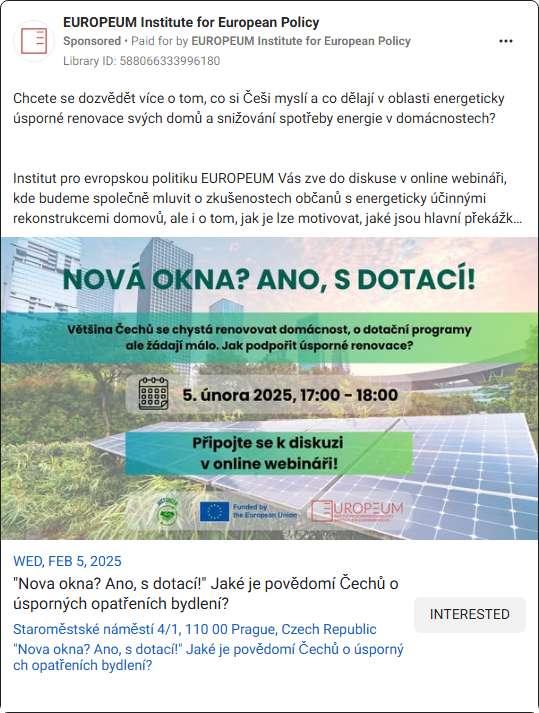 EUROPEUM Institute for European Policy
Sponsored • Paid for by EUROPEUM Institute for European Policy
Library ID: 588066333996180
Chcete se dozvědět více o tom, co si Češi myslí a co dělají v oblasti energeticky
úsporné renovace svých domů a snižování spotřeby energie v domácnostech?
Institut pro evropskou politiku EUROPEUM Vás zve do diskuse v online webináři,
kde budeme společně mluvit o zkušenostech občanů s energeticky účinnými
rekonstrukcemi domovů, ale i o tom, jak je lze motivovat, jaké jsou hlavní překážk...
NOVÁ OKNA? ANO, S DOTACÍ!
Většina Čechů se chystá renovovat domácnost, o dotační programy
ale žádají málo. Jak podpořit úsporné renovace?
5. února 2025, 17:00 - 18:00
Připojte se k diskuzi
v online webináři!
Funded by
the European Union
EUROPEUM
WED, FEB 5, 2025
"Nova okna? Ano, s dotací!" Jaké je povědomí Čechů o
úsporných opatřeních bydlení?
INTERESTED
Staroměstské náměstí 4/1, 110 00 Prague, Czech Republic
"Nova okna? Ano, s dotací!" Jaké je povědomí Čechů o úsporný
ch opatřeních bydlení?